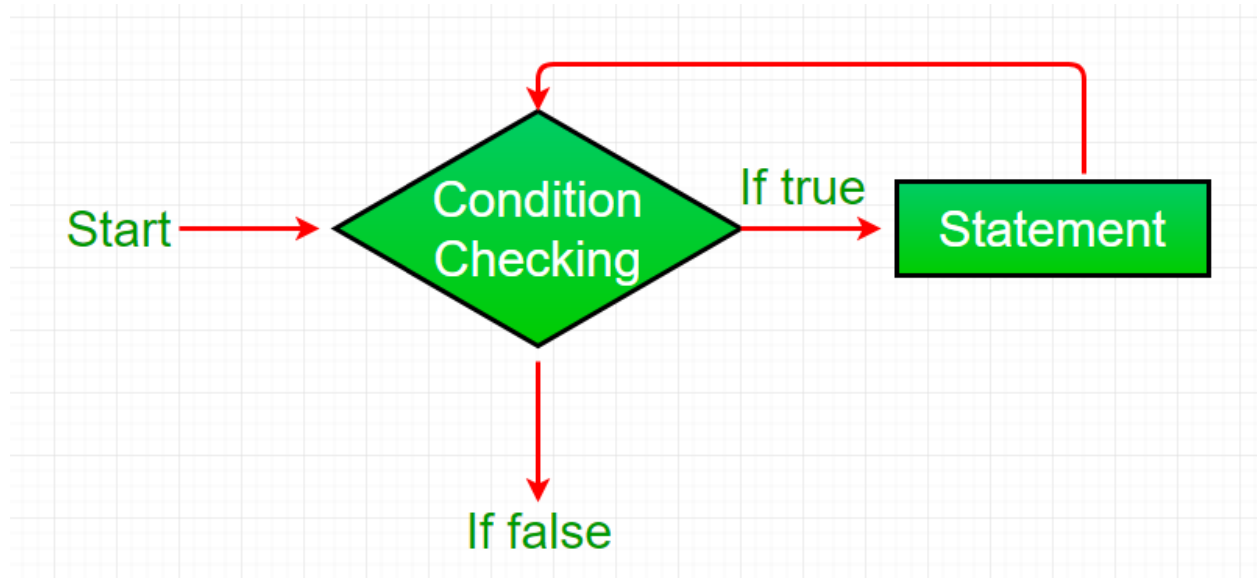 Start
Condition
Checking
If true
Statement
If false